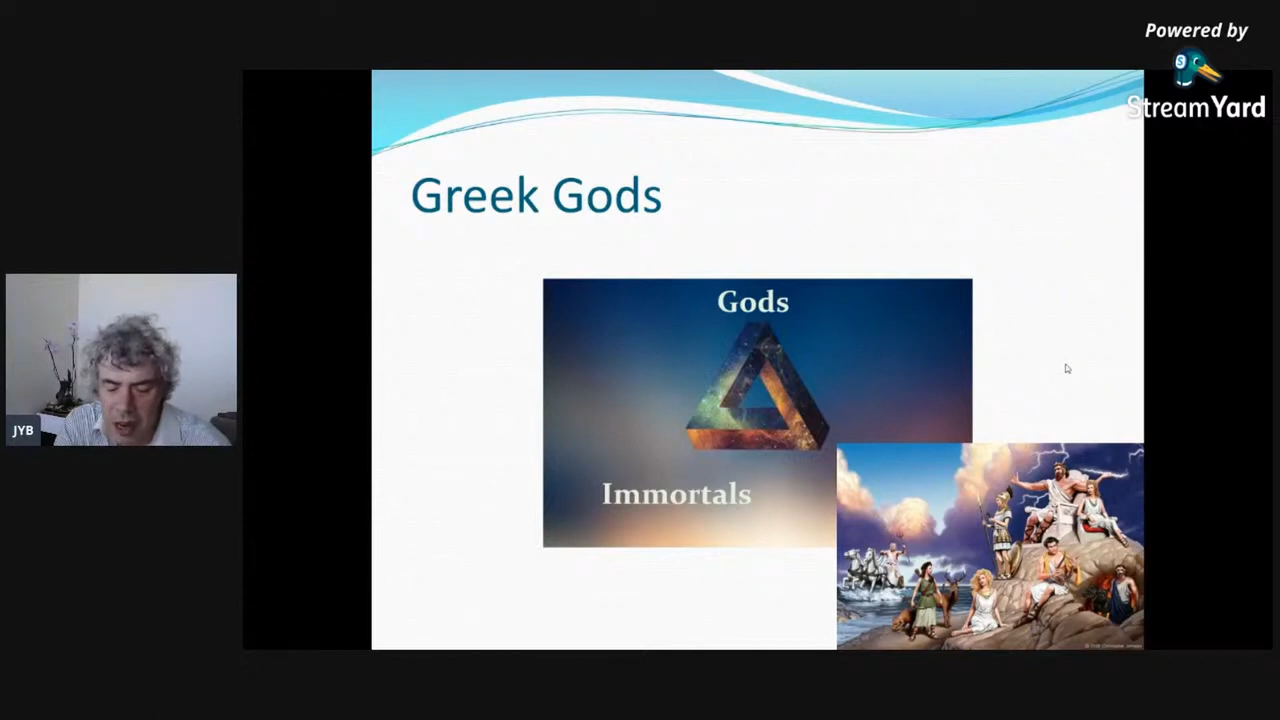 Powered by
StreamYard
Greek Gods
Gods
Immortals
JYB